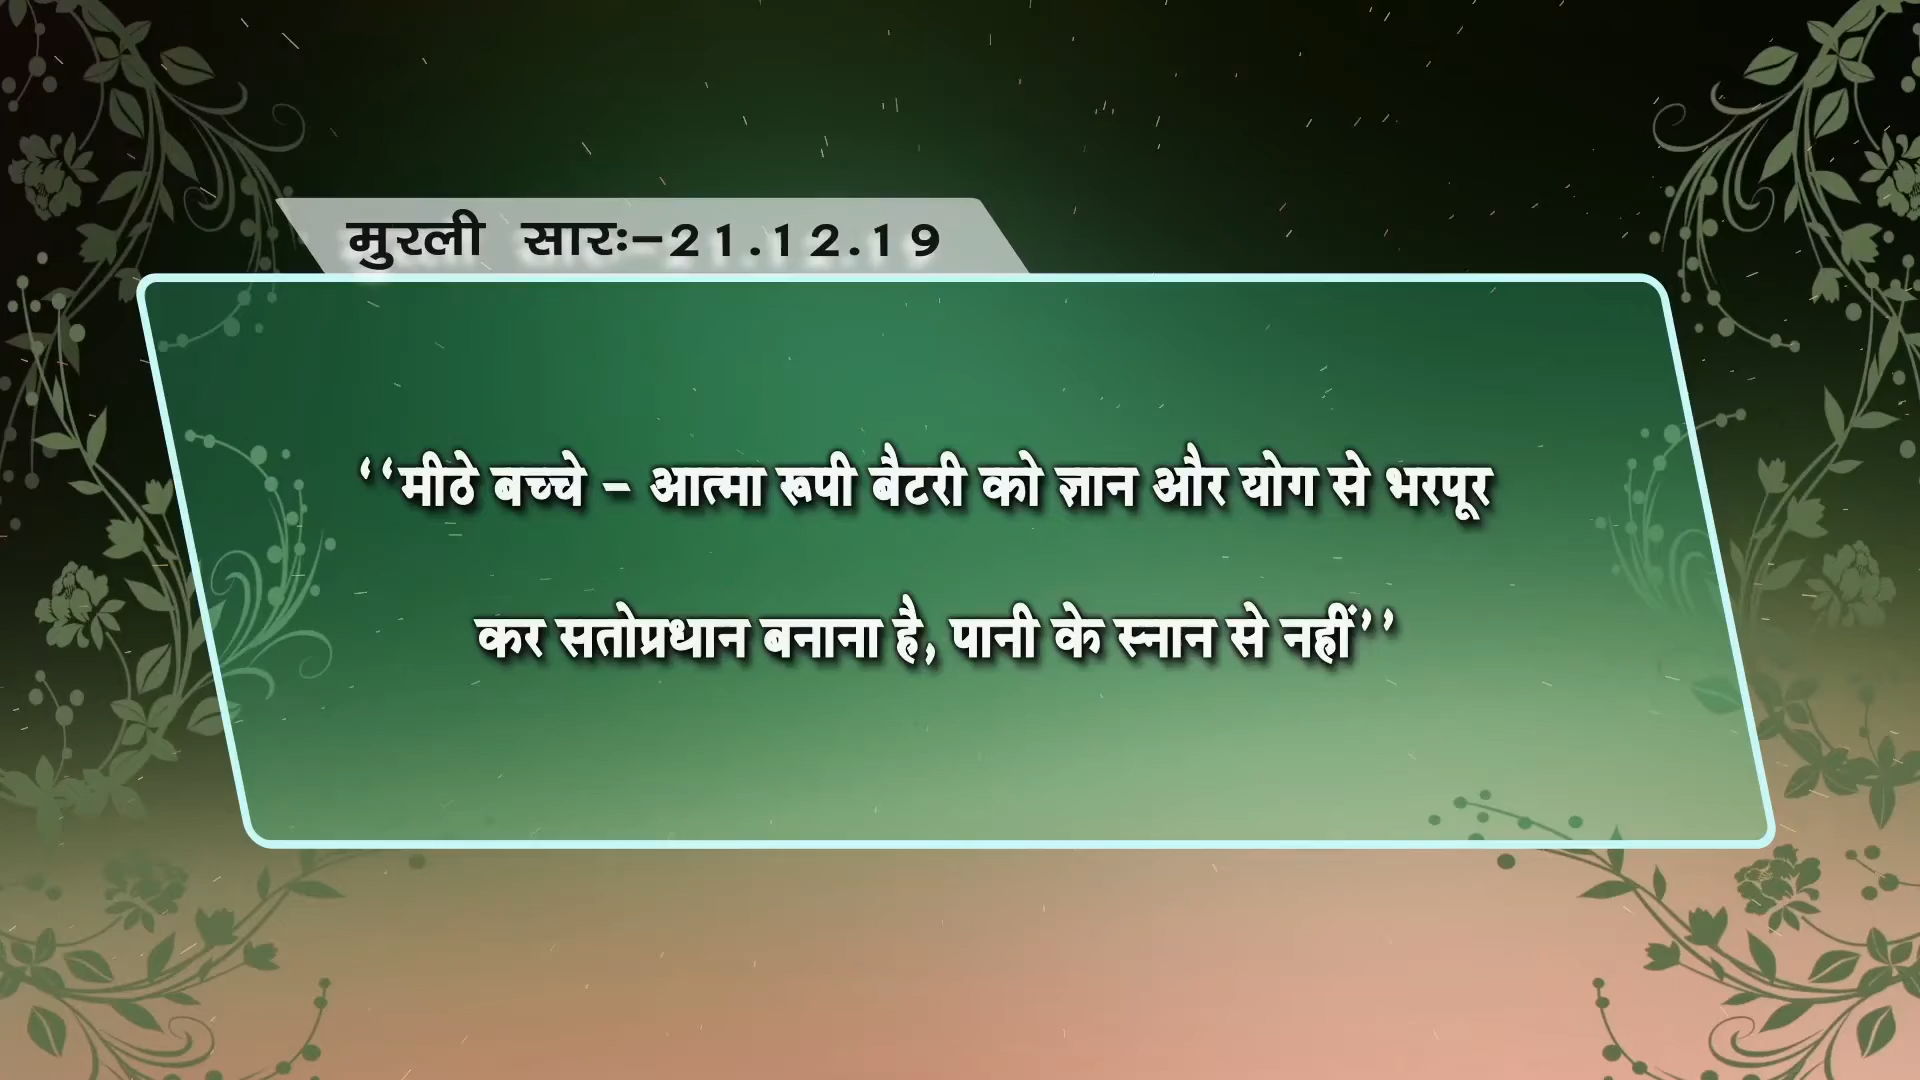 मुरली सारः-21.12.19
‘‘मीठे बच्चे - आत्मा रूपी बैटरी को ज्ञान और योग से भरपूर
कर सतोप्रधान बनाना है, पानी के स्नान से नहीं’’